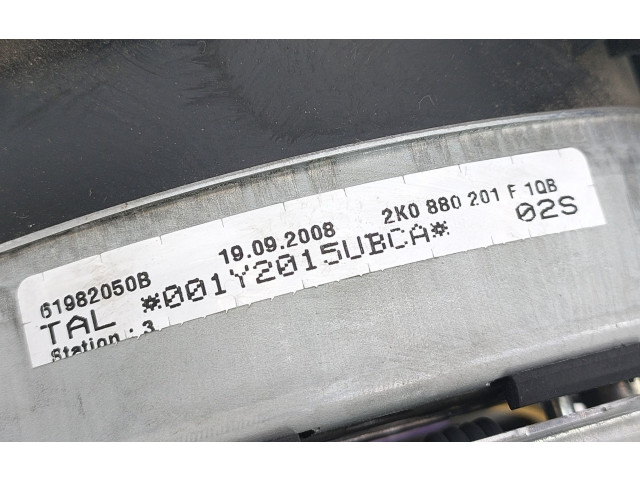 61982050B 19.09.2008 2K0 880 201 F 1QB
TAL *001Y2015UBCA* 02S
Station : 3